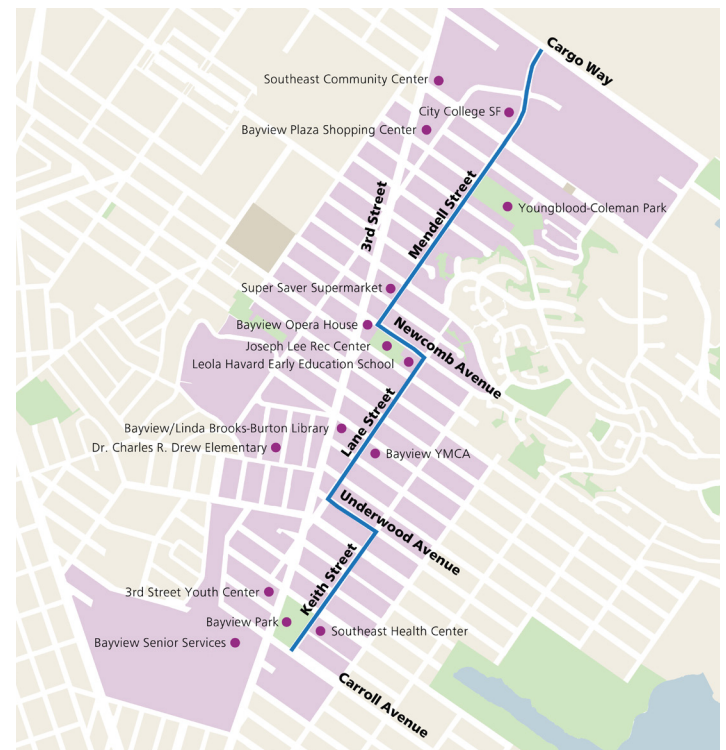 Cargo Way
Southeast Community Center
City College SF
Bayview Plaza Shopping Center
Mendell Street
3rd Street
Youngblood-Coleman Park
Super Saver Supermarket
Bayview Opera House
Newcomb Avenue
Joseph Lee Rec Center
Leola Havard Early Education School
Lane Street
Bayview/Linda Brooks-Burton Library
Dr. Charles R. Drew Elementary
Bayview YMCA
Underwood Avenue
Keith Street
3rd Street Youth Center
Bayview Park
Southeast Health Center
Bayview Senior Services
Carroll Avenue